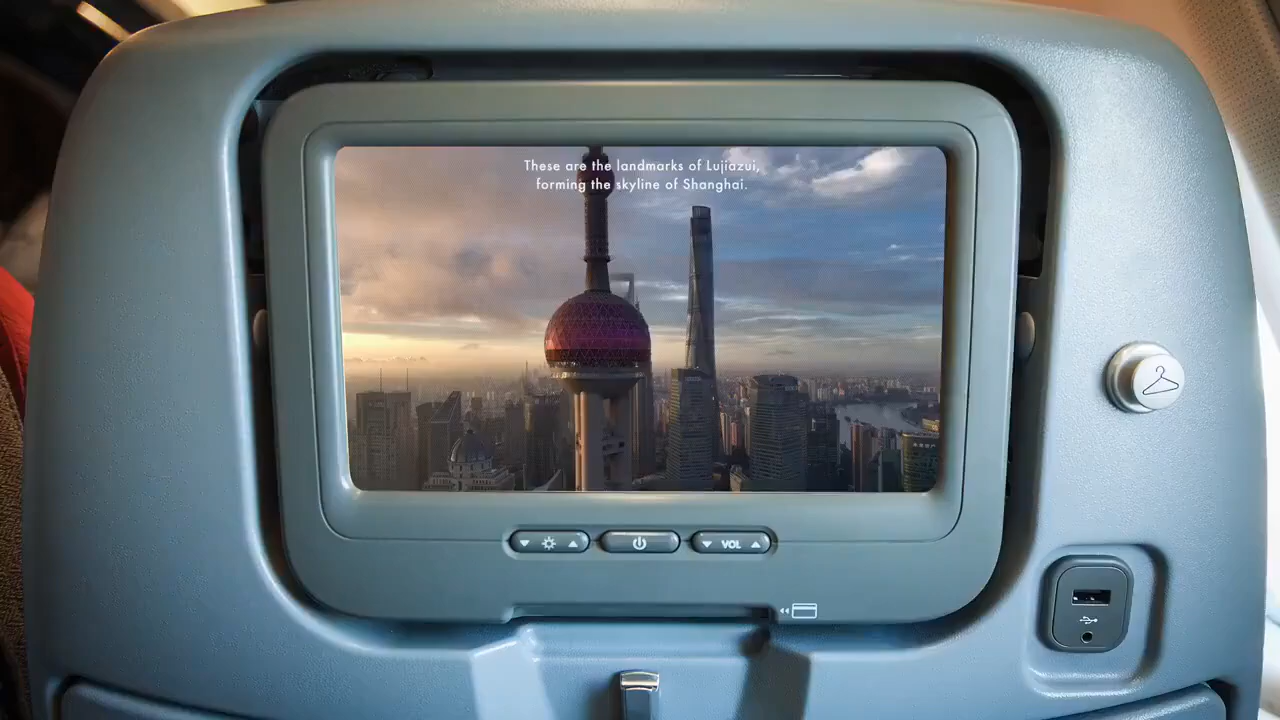 These are the landmarks of Lujiazui,
forming the skyline of Shanghai.
VOL